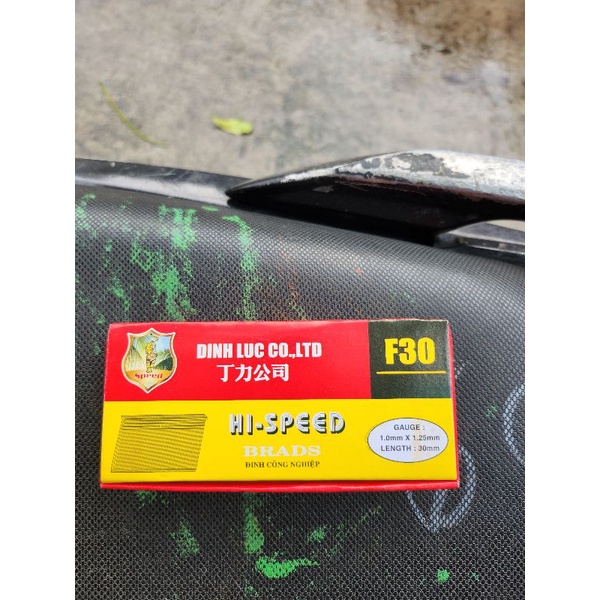 DINH LUC CO.,LTD
丁力公司
F30
Speed
HI-SPEED
BRADS
ĐINH CÔNG NGHIỆP
GAUGE :
1.0mm X 1.25mm
LENGTH : 30mm